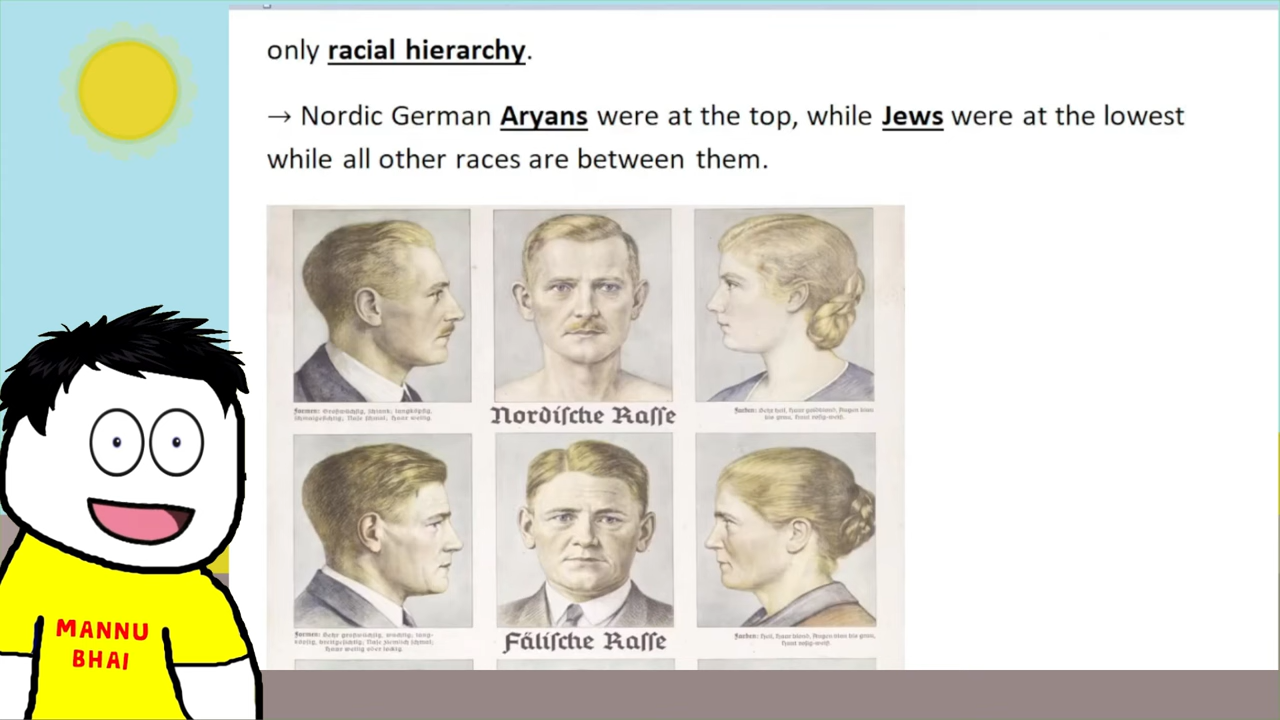 only racial hierarchy.
→ Nordic German Aryans were at the top, while Jews were at the lowest
while all other races are between them.
Nordiſche Raſſe
Fäliſche Raſſe
MANNU
BHAI